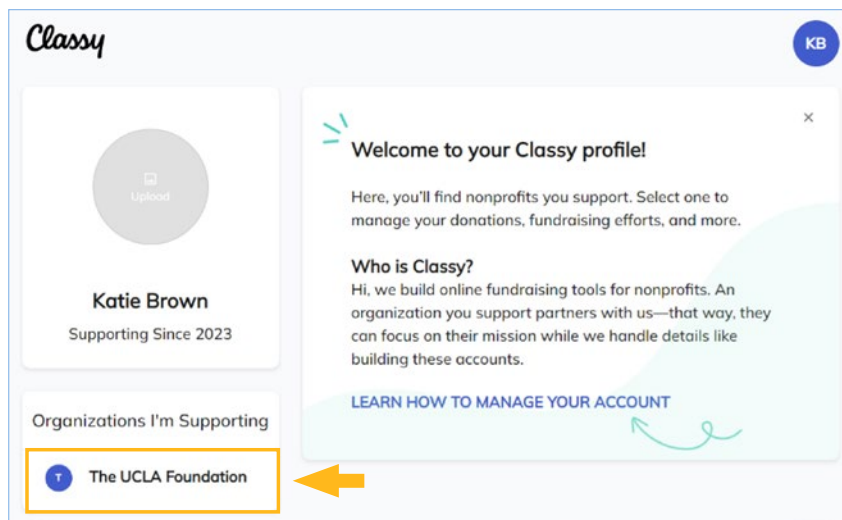 Classy
KB
Upload
Katie Brown
Supporting Since 2023
Organizations I'm Supporting
T
The UCLA Foundation
×
Welcome to your Classy profile!
Here, you'll find nonprofits you support. Select one to
manage your donations, fundraising efforts, and more.
Who is Classy?
Hi, we build online fundraising tools for nonprofits. An
organization you support partners with us—that way, they
can focus on their mission while we handle details like
building these accounts.
LEARN HOW TO MANAGE YOUR ACCOUNT